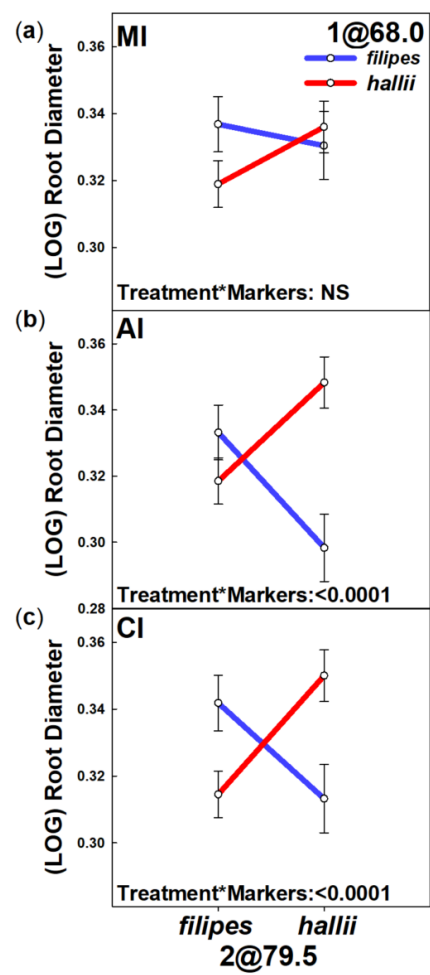 (a)
MI
1@68.0
filipes
hallii
0.36
0.34
0.32
0.30
(LOG) Root Diameter
Treatment*Markers: NS
(b)
AI
0.36
0.34
0.32
0.30
0.28
(LOG) Root Diameter
Treatment*Markers:<0.0001
(c)
CI
0.36
0.34
0.32
0.30
(LOG) Root Diameter
Treatment*Markers:<0.0001
filipes hallii
2@79.5